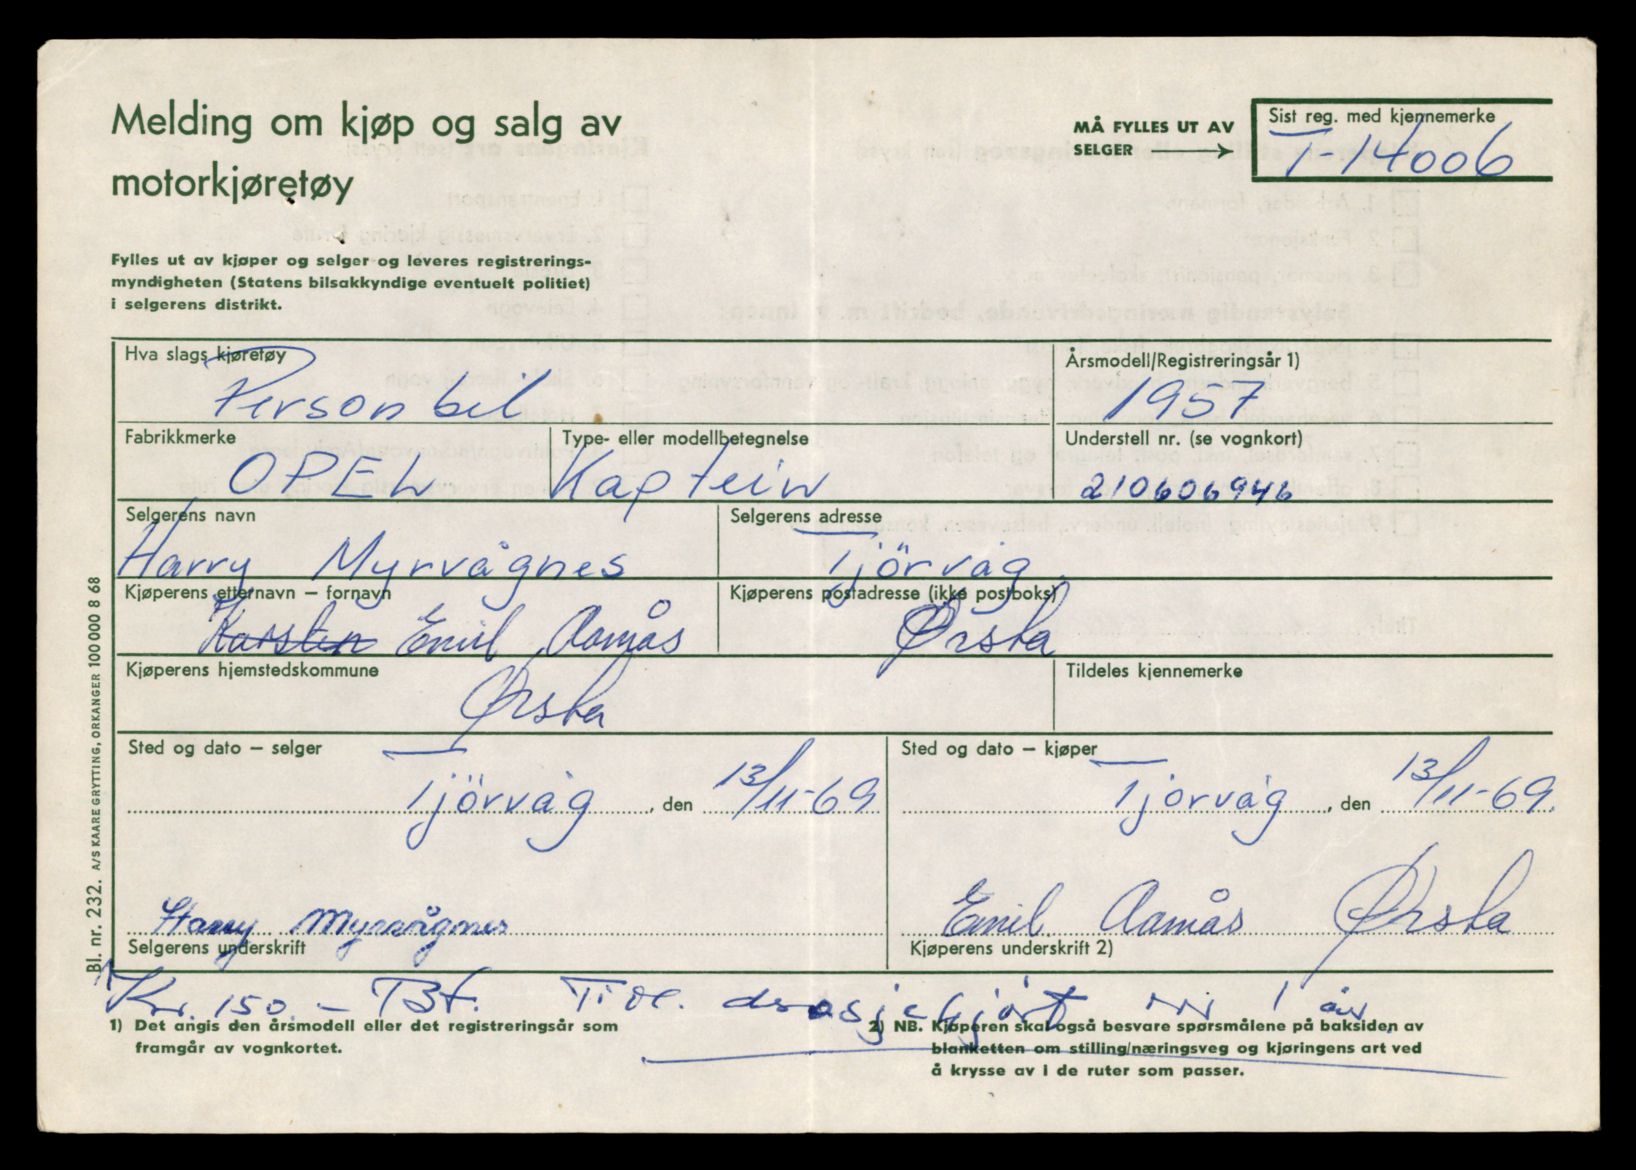 Melding om kjøp og salg av
motorkjøretøy
MÅ FYLLES UT AV
SELGER
Sist reg. med kjennemerke
T-14006
Fylles ut av kjøper og selger og leveres registrerings-
myndigheten (Statens bilsakkyndige eventuelt politiet)
i selgerens distrikt.
Hva slags kjøretøy
Personbil
Årsmodell/Registreringsår 1)
1957
Fabrikkmerke
OPEL
Type- eller modellbetegnelse
Kaptein
Understell nr. (se vognkort)
210606946
Selgerens navn
Harry Myrvågnes
Selgerens adresse
Tjörvåg
Kjøperens etternavn – fornavn
Karsten Emil Aamås
Kjøperens postadresse (ikke postboks)
Ørsta
Kjøperens hjemstedskommune
Ørsta
Tildeles kjennemerke
Sted og dato – selger
Tjörvåg, den 13/11-69
Sted og dato – kjøper
Tjörvåg, den 13/11-69.
Harry Myrvågnes
Selgerens underskrift
Emil Aamås Ørsta
Kjøperens underskrift 2)
Kr. 150.- Bt. drosjekjørt 1 år.
1) Det angis den årsmodell eller det registreringsår som
framgår av vognkortet.
2) NB. Kjøperen skal også besvare spørsmålene på baksiden av
blanketten om stilling/næringsveg og kjøringens art ved
å krysse av i de ruter som passer.
Bl. nr. 232. A/S KAARE GRYTTING, ORKANGER 100 000 8 68